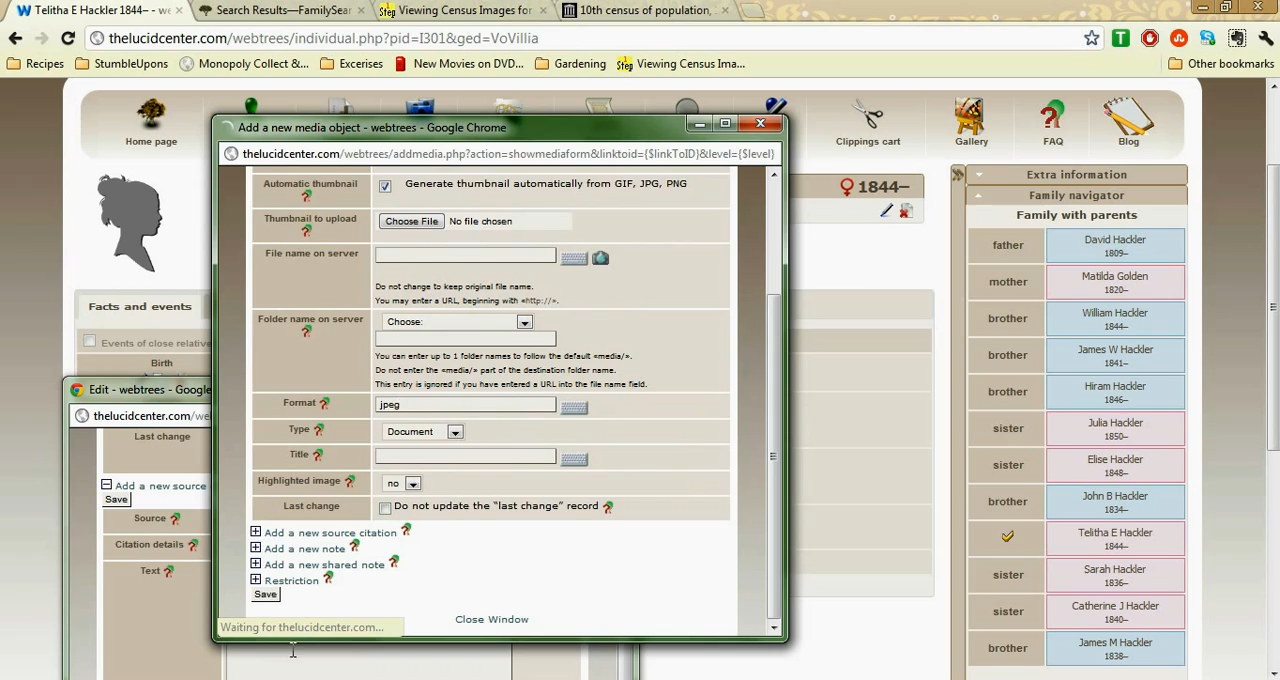 Telitha E Hackler 1844– - w
Search Results—FamilySear
Step Viewing Census Images for
10th census of population,
thelucidcenter.com/webtrees/individual.php?pid=I301&ged=VoVillia
Recipes
StumbleUpons
Monopoly Collect &...
Excerises
New Movies on DVD...
Gardening
Step Viewing Census Ima...
Other bookmarks
Home page
Clippings cart
Gallery
FAQ
Blog
Add a new media object - webtrees - Google Chrome
thelucidcenter.com/webtrees/addmedia.php?action=showmediaform&linktoid={$linkToID}&level={$level}
Automatic thumbnail
Generate thumbnail automatically from GIF, JPG, PNG
Thumbnail to upload
Choose File No file chosen
File name on server
Do not change to keep original file name.
You may enter a URL, beginning with «http://».
Folder name on server
Choose:
You can enter up to 1 folder names to follow the default «media/».
Do not enter the «media/» part of the destination folder name.
This entry is ignored if you have entered a URL into the file name field.
Format
jpeg
Type
Document
Title
Highlighted image
no
Last change
Do not update the “last change” record
Add a new source citation
Add a new note
Add a new shared note
Restriction
Save
Close Window
Waiting for thelucidcenter.com...
Facts and events
Events of close relative
Birth
Edit - webtrees - Google
thelucidcenter.com/we
Last change
Add a new source
Save
Source
Citation details
Text
1844–
Extra information
Family navigator
Family with parents
father
David Hackler
1809–
mother
Matilda Golden
1820–
brother
William Hackler
1844–
brother
James W Hackler
1841–
brother
Hiram Hackler
1846–
sister
Julia Hackler
1850–
sister
Elise Hackler
1848–
brother
John B Hackler
1834–
Telitha E Hackler
1844–
sister
Sarah Hackler
1836–
sister
Catherine J Hackler
1840–
brother
James M Hackler
1838–